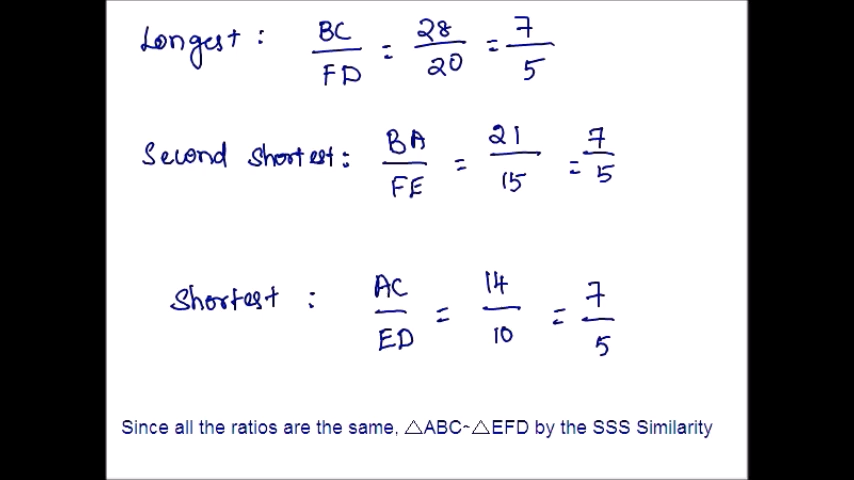 Longest : BC/FD = 28/20 = 7/5
Second shortest : BA/FE = 21/15 = 7/5
Shortest : AC/ED = 14/10 = 7/5
Since all the ratios are the same, △ABC~△EFD by the SSS Similarity